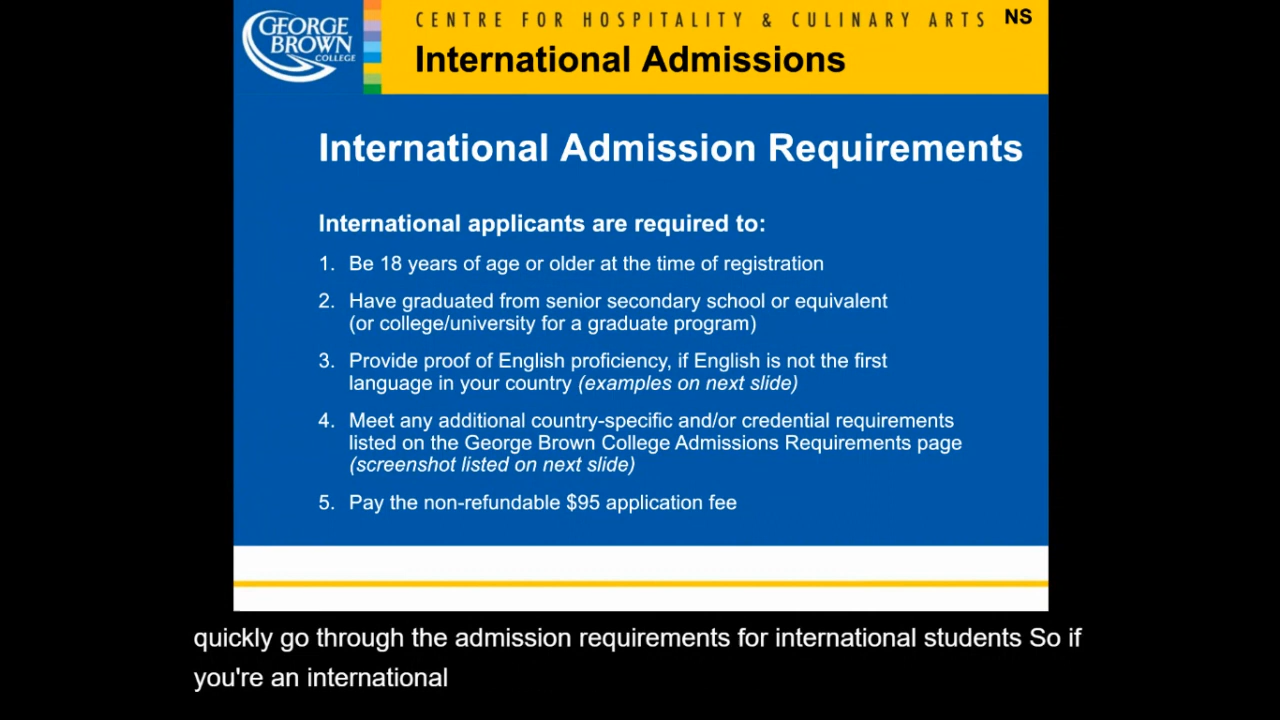 GEORGE
BROWN
COLLEGE
CENTRE FOR HOSPITALITY & CULINARY ARTS NS
International Admissions
International Admission Requirements
International applicants are required to:
1. Be 18 years of age or older at the time of registration
2. Have graduated from senior secondary school or equivalent
(or college/university for a graduate program)
3. Provide proof of English proficiency, if English is not the first
language in your country (examples on next slide)
4. Meet any additional country-specific and/or credential requirements
listed on the George Brown College Admissions Requirements page
(screenshot listed on next slide)
5. Pay the non-refundable $95 application fee
quickly go through the admission requirements for international students So if
you're an international